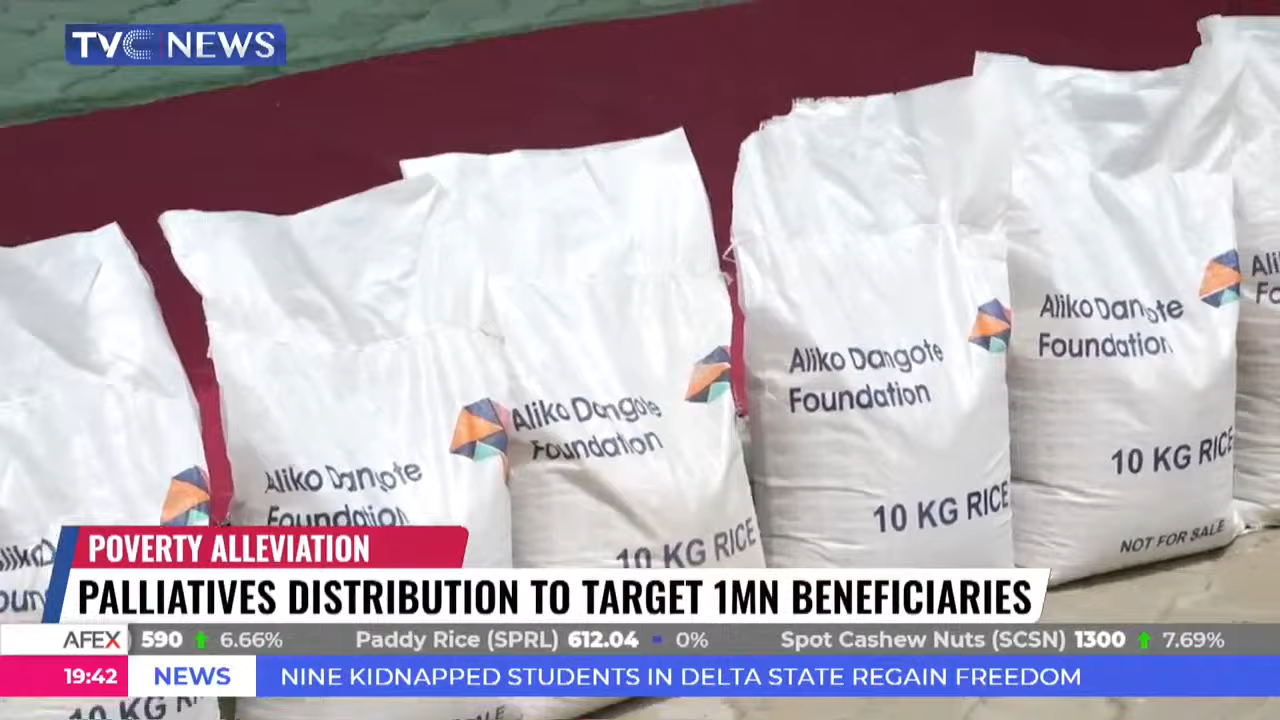 TVC NEWS
Aliko Dangote
Foundation
Aliko Dangote
Foundation
10 KG RICE
Aliko Dangote
Foundation
10 KG RICE
Aliko Dangote
Foundation
10 KG RICE
NOT FOR SALE
POVERTY ALLEVIATION
PALLIATIVES DISTRIBUTION TO TARGET 1MN BENEFICIARIES
AFEX 590 6.66% Paddy Rice (SPRL) 612.04 0% Spot Cashew Nuts (SCSN) 1300 7.69%
19:42 NEWS NINE KIDNAPPED STUDENTS IN DELTA STATE REGAIN FREEDOM
10 KG